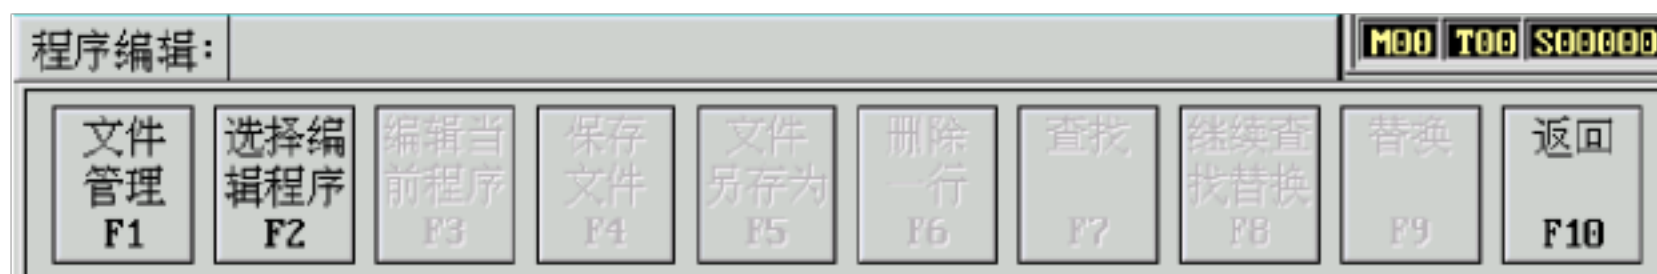 程序编辑:
M00 T00 S00000
文件
管理
F1
选择编
辑程序
F2
编辑当
前程序
F3
保存
文件
F4
文件
另存为
F5
删除
一行
F6
查找
F7
继续查
找替换
F8
替换
F9
返回
F10